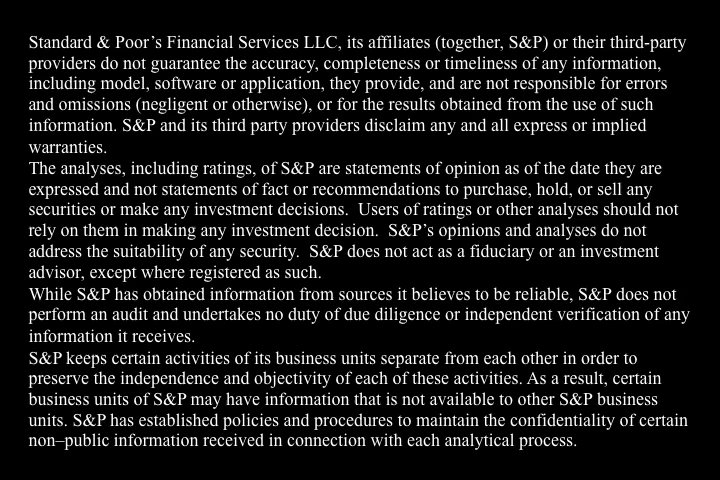 Standard & Poor’s Financial Services LLC, its affiliates (together, S&P) or their third-party
providers do not guarantee the accuracy, completeness or timeliness of any information,
including model, software or application, they provide, and are not responsible for errors
and omissions (negligent or otherwise), or for the results obtained from the use of such
information. S&P and its third party providers disclaim any and all express or implied
warranties.
The analyses, including ratings, of S&P are statements of opinion as of the date they are
expressed and not statements of fact or recommendations to purchase, hold, or sell any
securities or make any investment decisions.  Users of ratings or other analyses should not
rely on them in making any investment decision.  S&P’s opinions and analyses do not
address the suitability of any security.  S&P does not act as a fiduciary or an investment
advisor, except where registered as such.
While S&P has obtained information from sources it believes to be reliable, S&P does not
perform an audit and undertakes no duty of due diligence or independent verification of any
information it receives.
S&P keeps certain activities of its business units separate from each other in order to
preserve the independence and objectivity of each of these activities. As a result, certain
business units of S&P may have information that is not available to other S&P business
units. S&P has established policies and procedures to maintain the confidentiality of certain
non–public information received in connection with each analytical process.